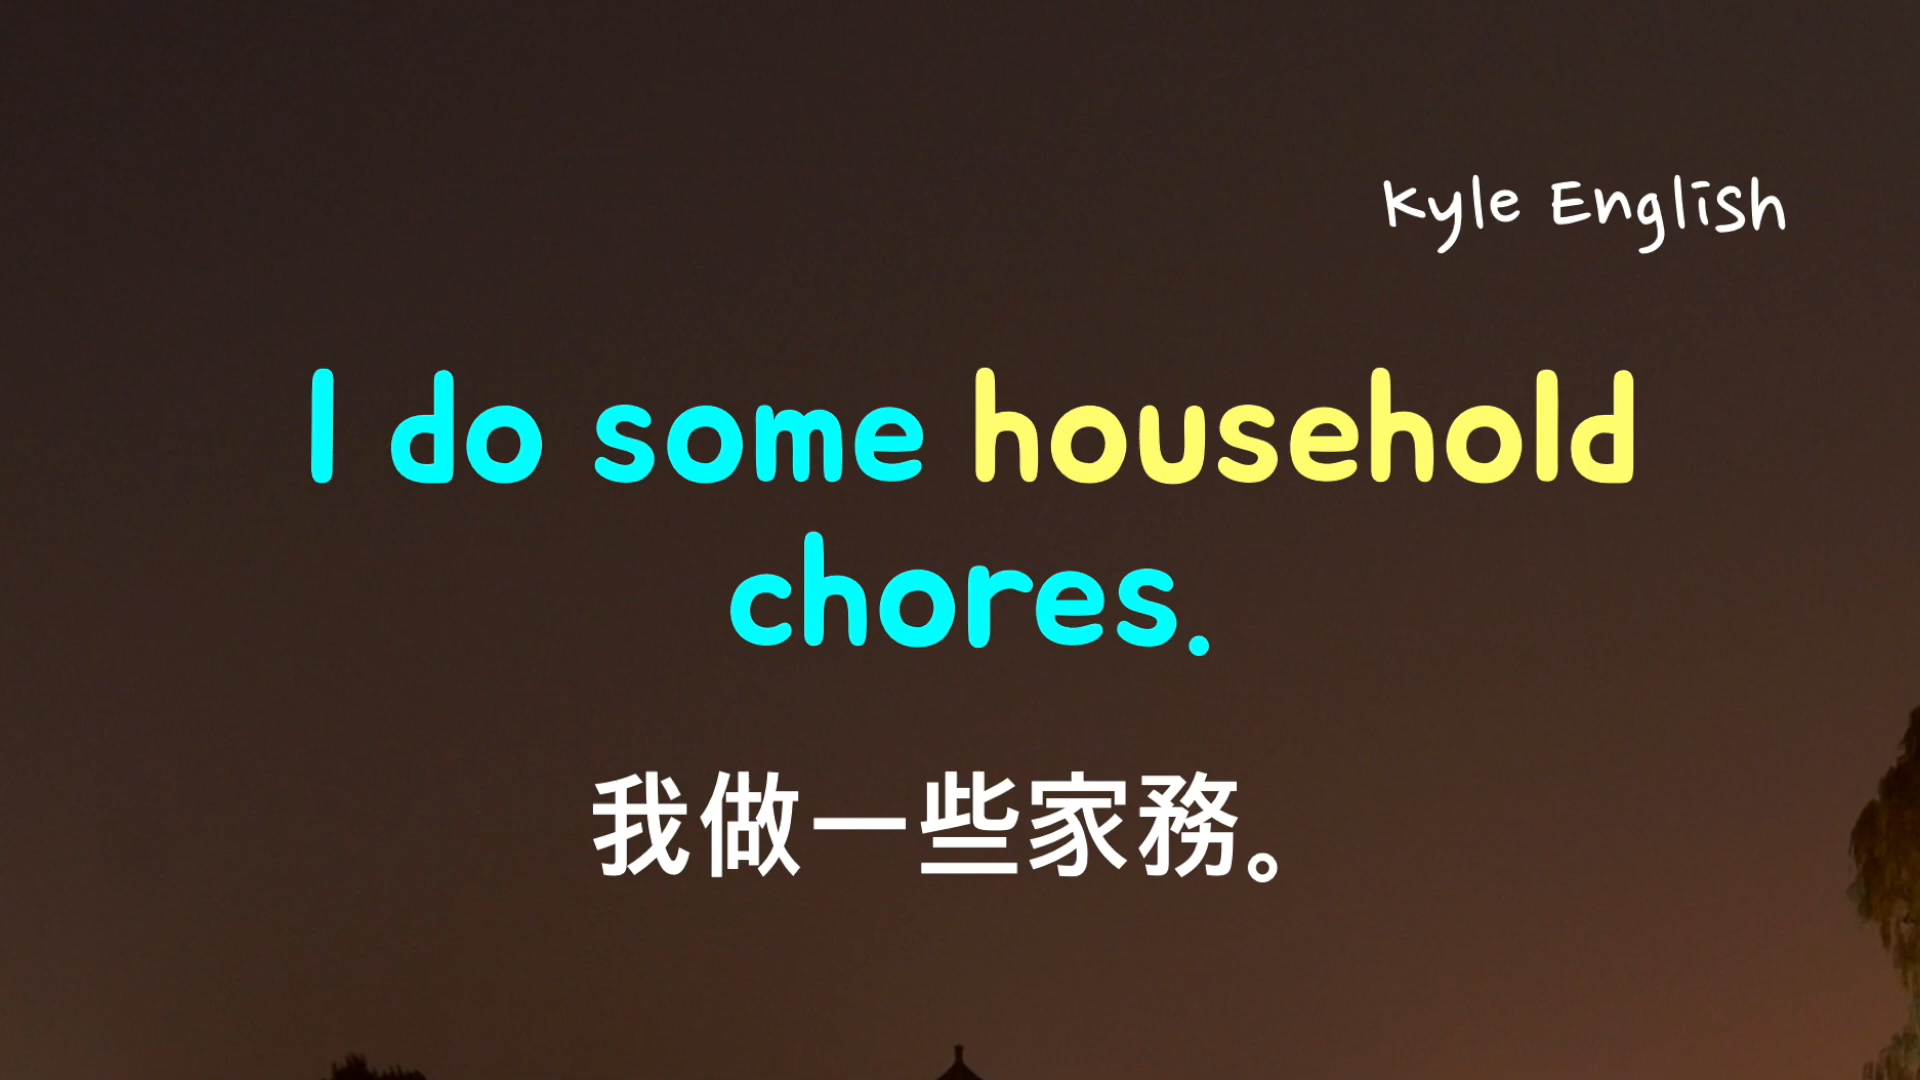 Kyle English
I do some household
chores.
我做一些家務。